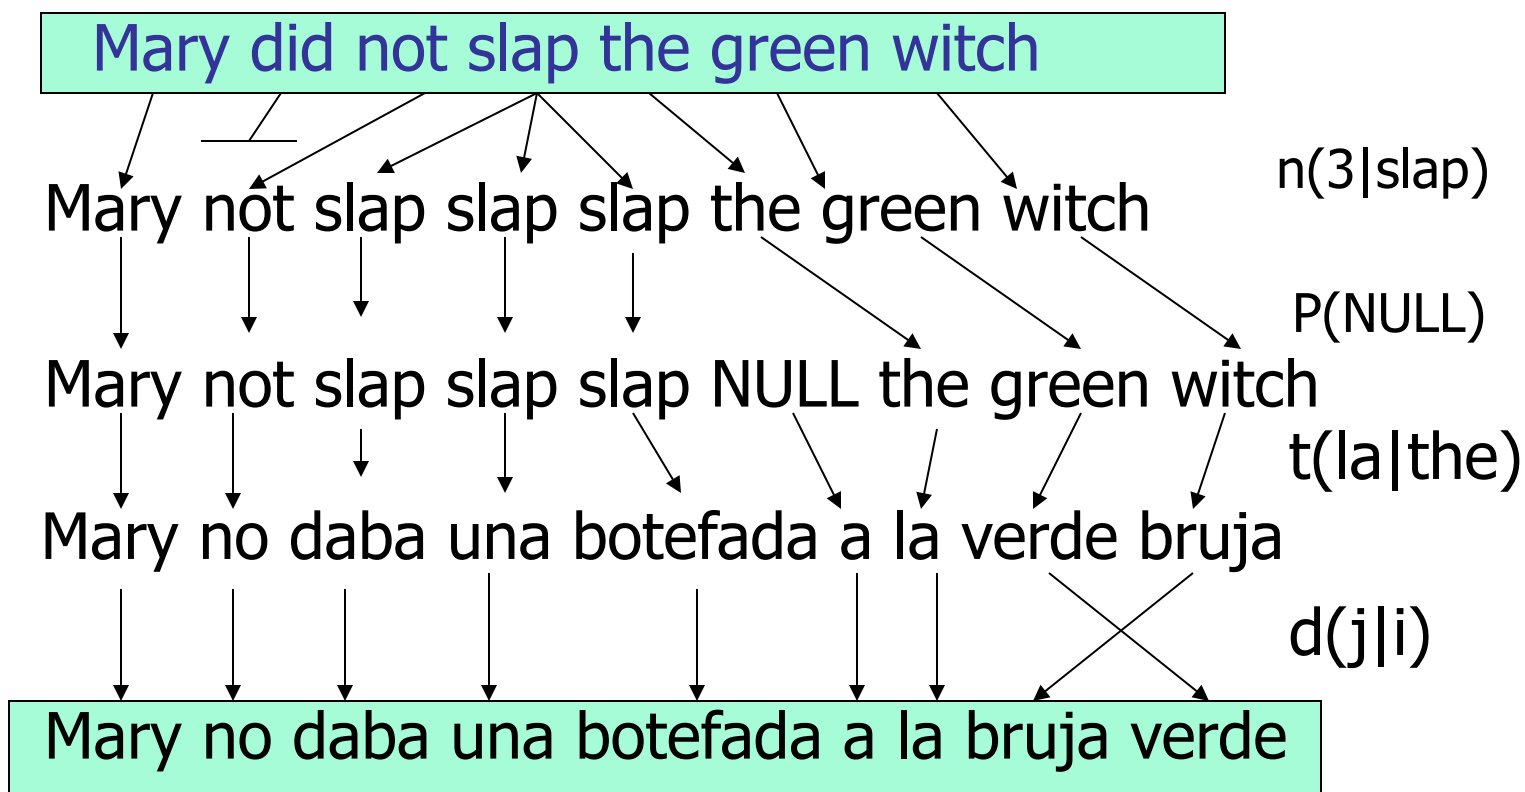 Mary did not slap the green witch
n(3|slap)
Mary not slap slap slap the green witch
P(NULL)
Mary not slap slap slap NULL the green witch
t(la|the)
Mary no daba una botefada a la verde bruja
d(j|i)
Mary no daba una botefada a la bruja verde